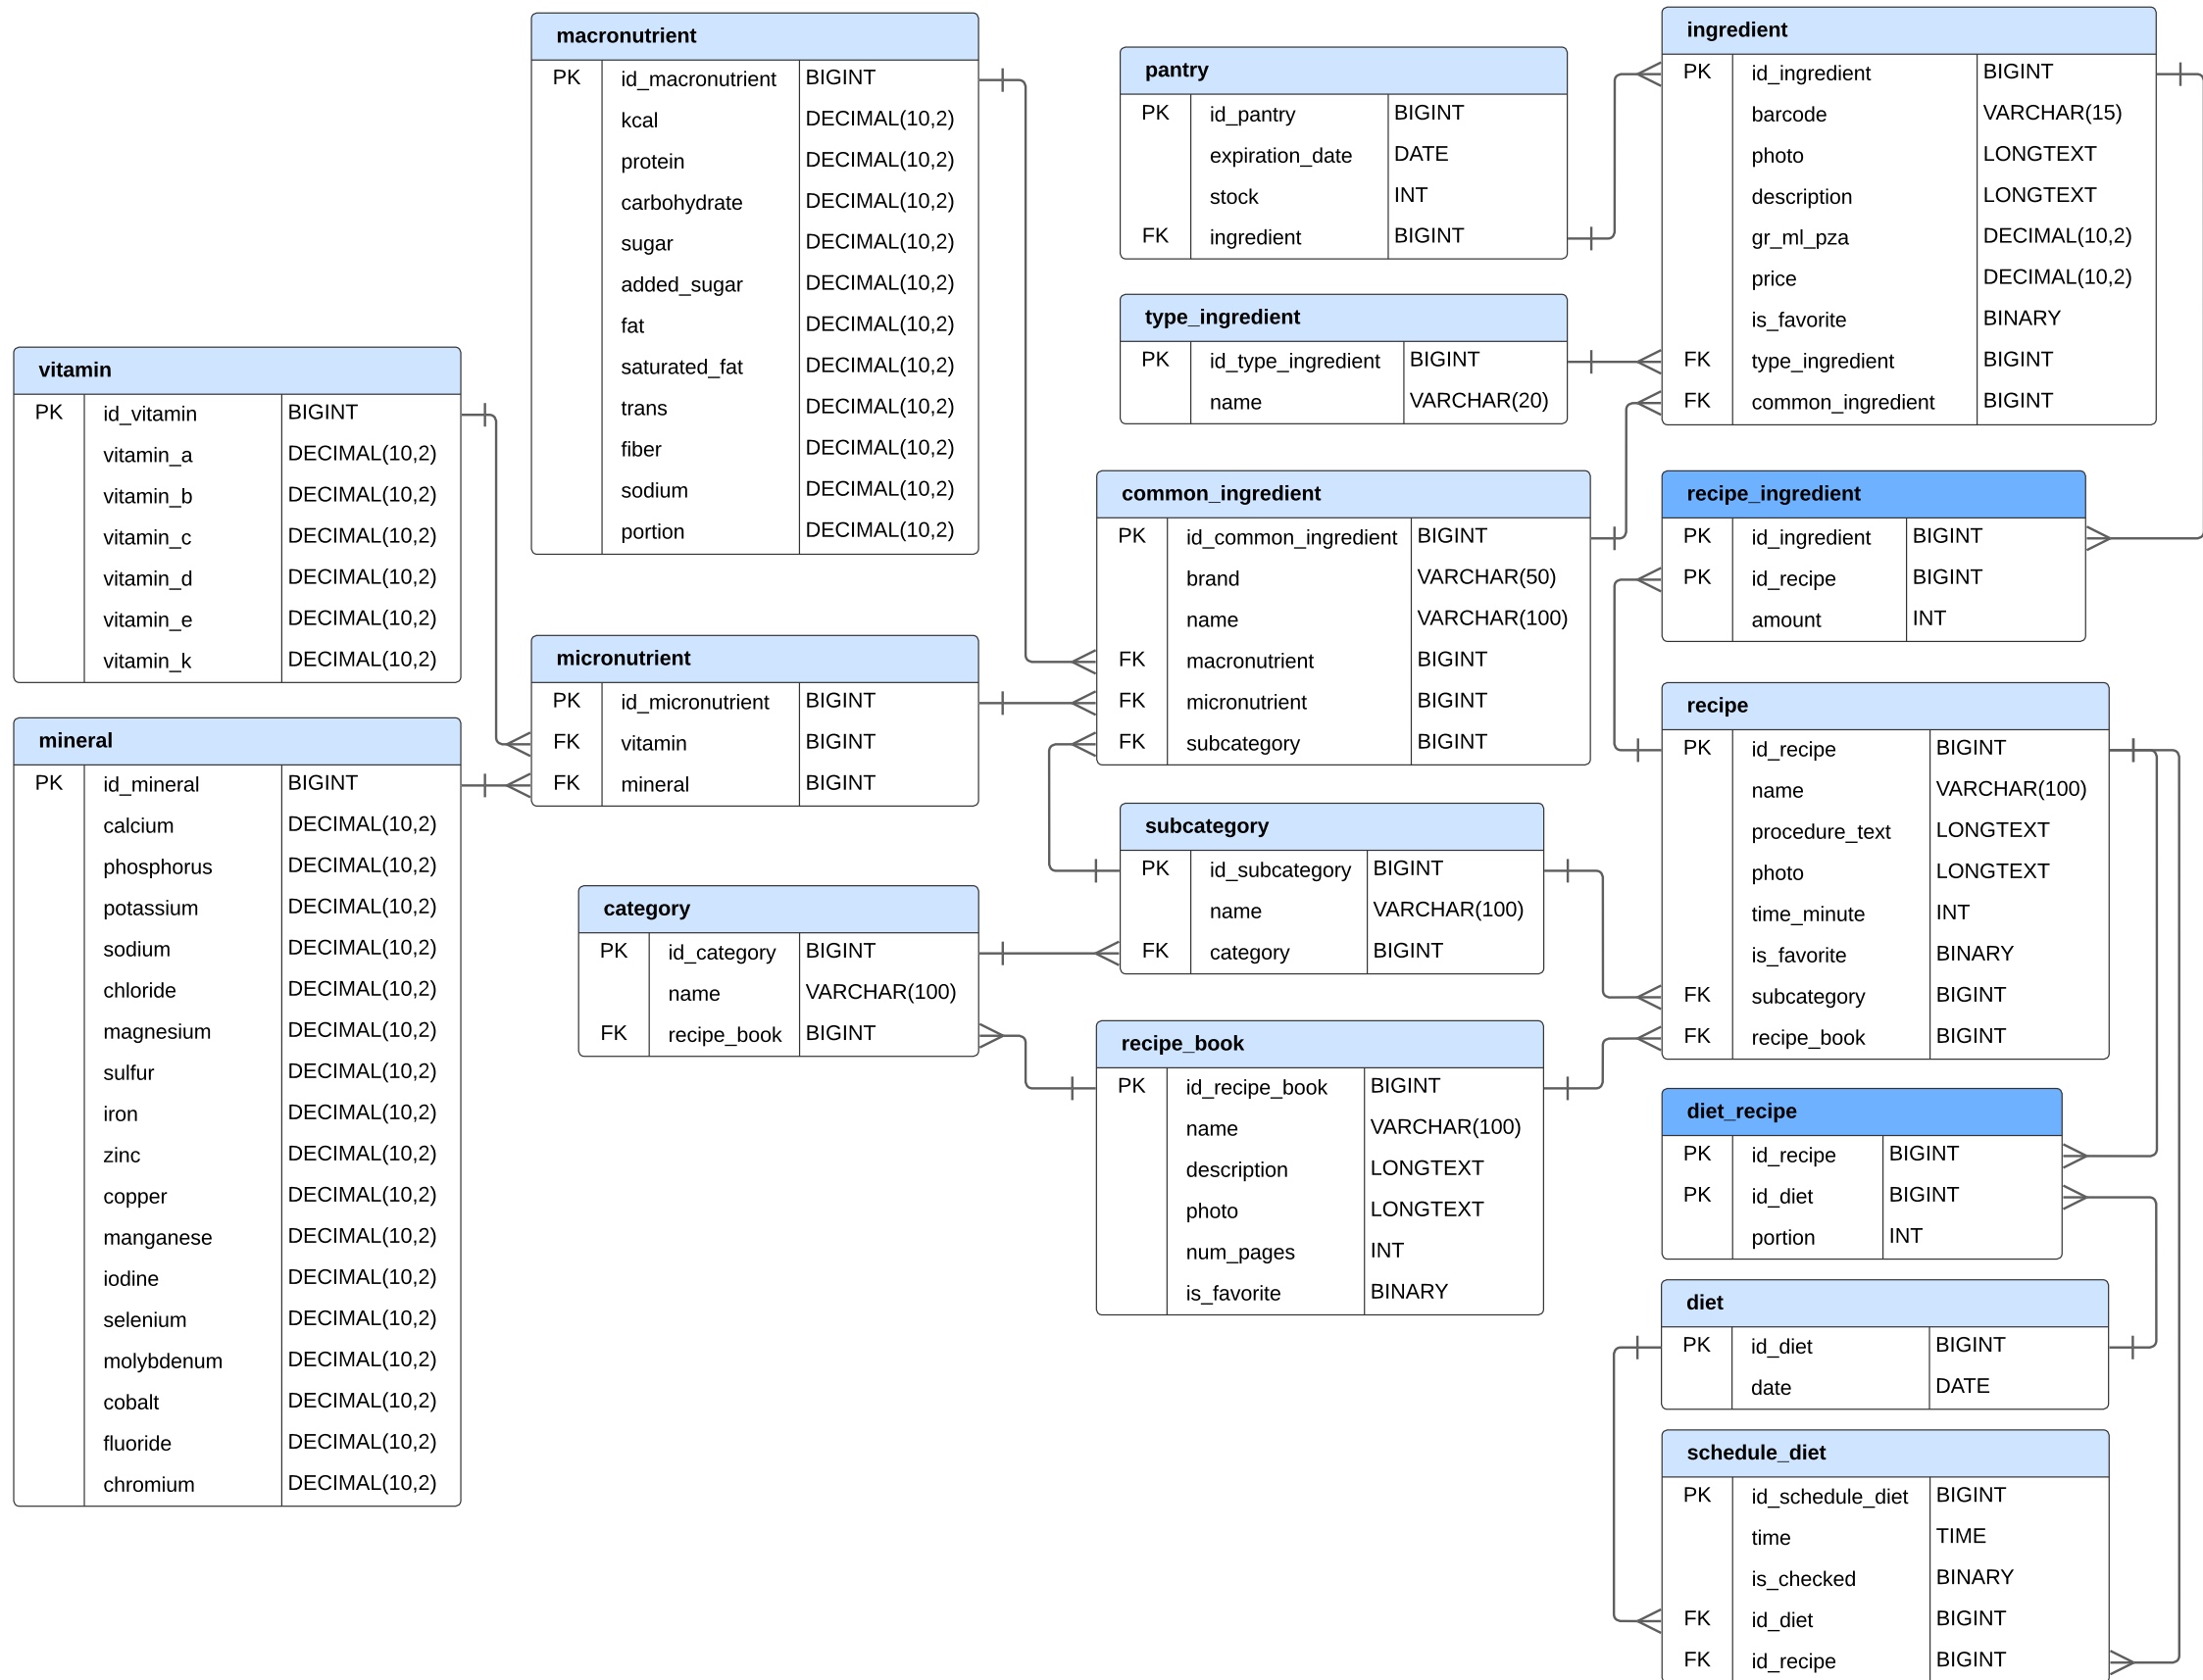 macronutrient
PK id_macronutrient BIGINT
kcal DECIMAL(10,2)
protein DECIMAL(10,2)
carbohydrate DECIMAL(10,2)
sugar DECIMAL(10,2)
added_sugar DECIMAL(10,2)
fat DECIMAL(10,2)
saturated_fat DECIMAL(10,2)
trans DECIMAL(10,2)
fiber DECIMAL(10,2)
sodium DECIMAL(10,2)
portion DECIMAL(10,2)
vitamin
PK id_vitamin BIGINT
vitamin_a DECIMAL(10,2)
vitamin_b DECIMAL(10,2)
vitamin_c DECIMAL(10,2)
vitamin_d DECIMAL(10,2)
vitamin_e DECIMAL(10,2)
vitamin_k DECIMAL(10,2)
mineral
PK id_mineral BIGINT
calcium DECIMAL(10,2)
phosphorus DECIMAL(10,2)
potassium DECIMAL(10,2)
sodium DECIMAL(10,2)
chloride DECIMAL(10,2)
magnesium DECIMAL(10,2)
sulfur DECIMAL(10,2)
iron DECIMAL(10,2)
zinc DECIMAL(10,2)
copper DECIMAL(10,2)
manganese DECIMAL(10,2)
iodine DECIMAL(10,2)
selenium DECIMAL(10,2)
molybdenum DECIMAL(10,2)
cobalt DECIMAL(10,2)
fluoride DECIMAL(10,2)
chromium DECIMAL(10,2)
micronutrient
PK id_micronutrient BIGINT
FK vitamin BIGINT
FK mineral BIGINT
category
PK id_category BIGINT
name VARCHAR(100)
FK recipe_book BIGINT
pantry
PK id_pantry BIGINT
expiration_date DATE
stock INT
FK ingredient BIGINT
type_ingredient
PK id_type_ingredient BIGINT
name VARCHAR(20)
common_ingredient
PK id_common_ingredient BIGINT
brand VARCHAR(50)
name VARCHAR(100)
FK macronutrient BIGINT
FK micronutrient BIGINT
FK subcategory BIGINT
subcategory
PK id_subcategory BIGINT
name VARCHAR(100)
FK category BIGINT
recipe_book
PK id_recipe_book BIGINT
name VARCHAR(100)
description LONGTEXT
photo LONGTEXT
num_pages INT
is_favorite BINARY
ingredient
PK id_ingredient BIGINT
barcode VARCHAR(15)
photo LONGTEXT
description LONGTEXT
gr_ml_pza DECIMAL(10,2)
price DECIMAL(10,2)
is_favorite BINARY
FK type_ingredient BIGINT
FK common_ingredient BIGINT
recipe_ingredient
PK id_ingredient BIGINT
PK id_recipe BIGINT
amount INT
recipe
PK id_recipe BIGINT
name VARCHAR(100)
procedure_text LONGTEXT
photo LONGTEXT
time_minute INT
is_favorite BINARY
FK subcategory BIGINT
FK recipe_book BIGINT
diet_recipe
PK id_recipe BIGINT
PK id_diet BIGINT
portion INT
diet
PK id_diet BIGINT
date DATE
schedule_diet
PK id_schedule_diet BIGINT
time TIME
is_checked BINARY
FK id_diet BIGINT
FK id_recipe BIGINT